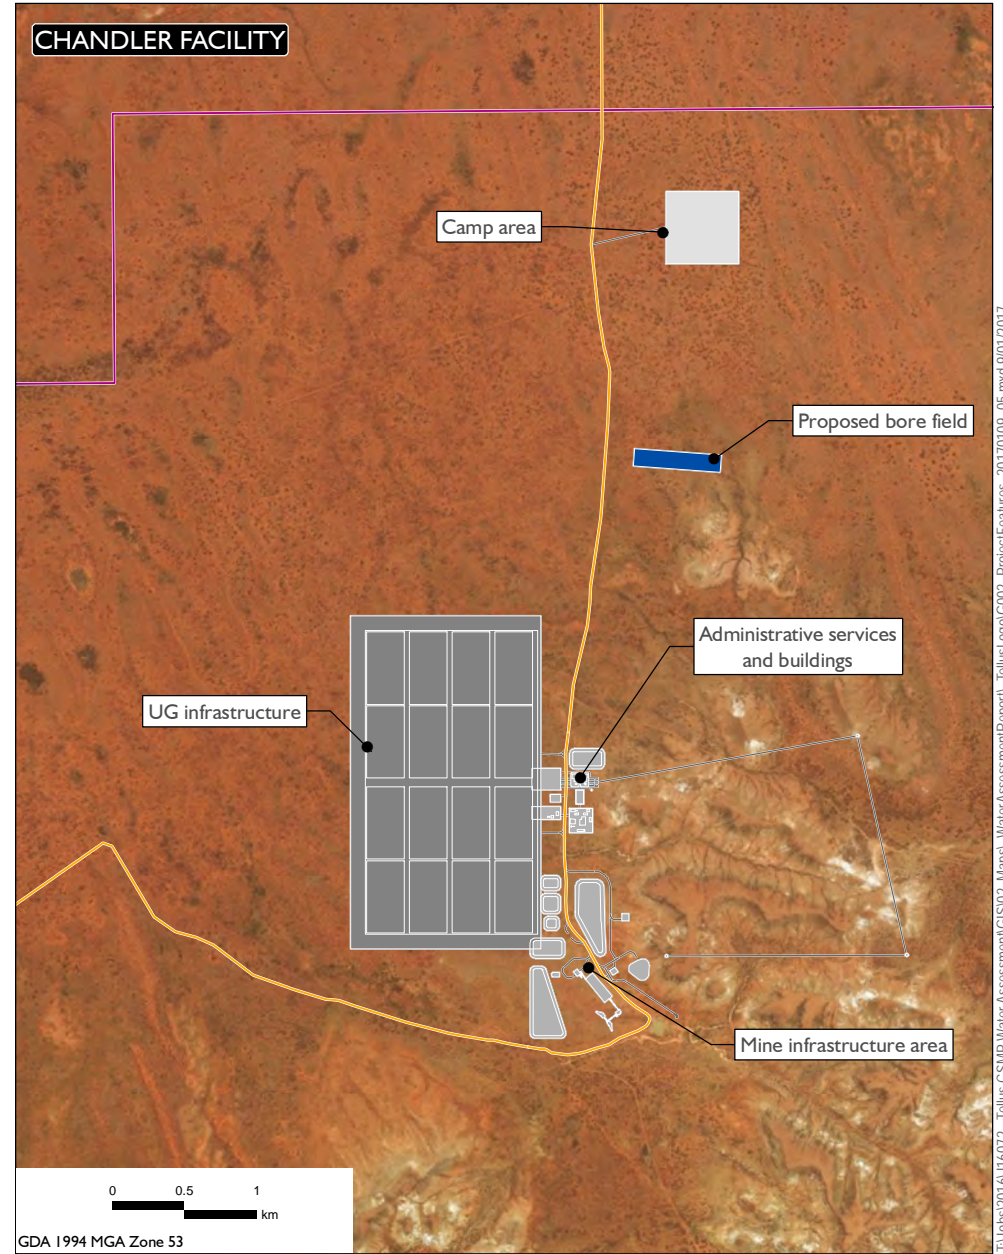 CHANDLER FACILITY
Camp area
Proposed bore field
Administrative services
and buildings
UG infrastructure
Mine infrastructure area
0 0.5 1
km
GDA 1994 MGA Zone 53